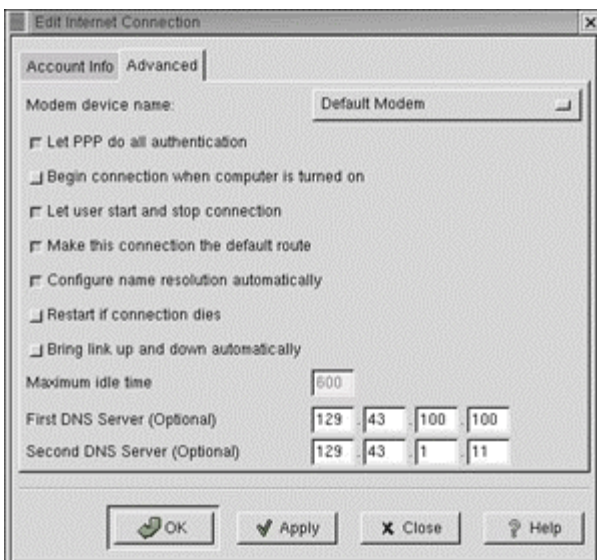 Edit Internet Connection
Account Info Advanced
Modem device name: Default Modem
Let PPP do all authentication
Begin connection when computer is turned on
Let user start and stop connection
Make this connection the default route
Configure name resolution automatically
Restart if connection dies
Bring link up and down automatically
Maximum idle time 600
First DNS Server (Optional) 129 . 43 . 100 . 100
Second DNS Server (Optional) 129 . 43 . 1 . 11
OK Apply Close Help